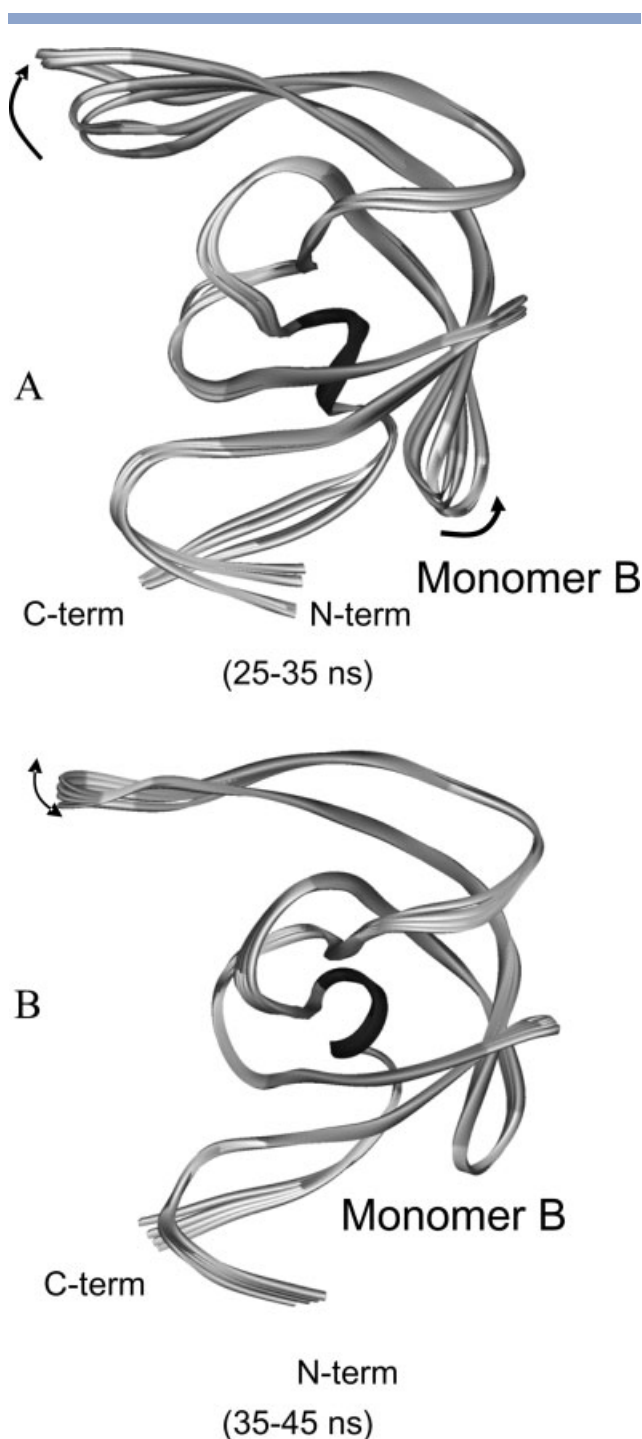 A
Monomer B
C-term N-term
(25-35 ns)
B
Monomer B
C-term
N-term
(35-45 ns)